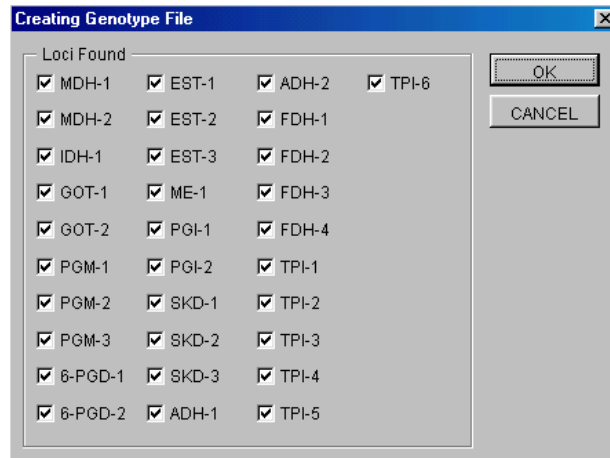 Creating Genotype File
Loci Found
MDH-1 EST-1 ADH-2 TPI-6
MDH-2 EST-2 FDH-1
IDH-1 EST-3 FDH-2
GOT-1 ME-1 FDH-3
GOT-2 PGI-1 FDH-4
PGM-1 PGI-2 TPI-1
PGM-2 SKD-1 TPI-2
PGM-3 SKD-2 TPI-3
6-PGD-1 SKD-3 TPI-4
6-PGD-2 ADH-1 TPI-5
OK
CANCEL